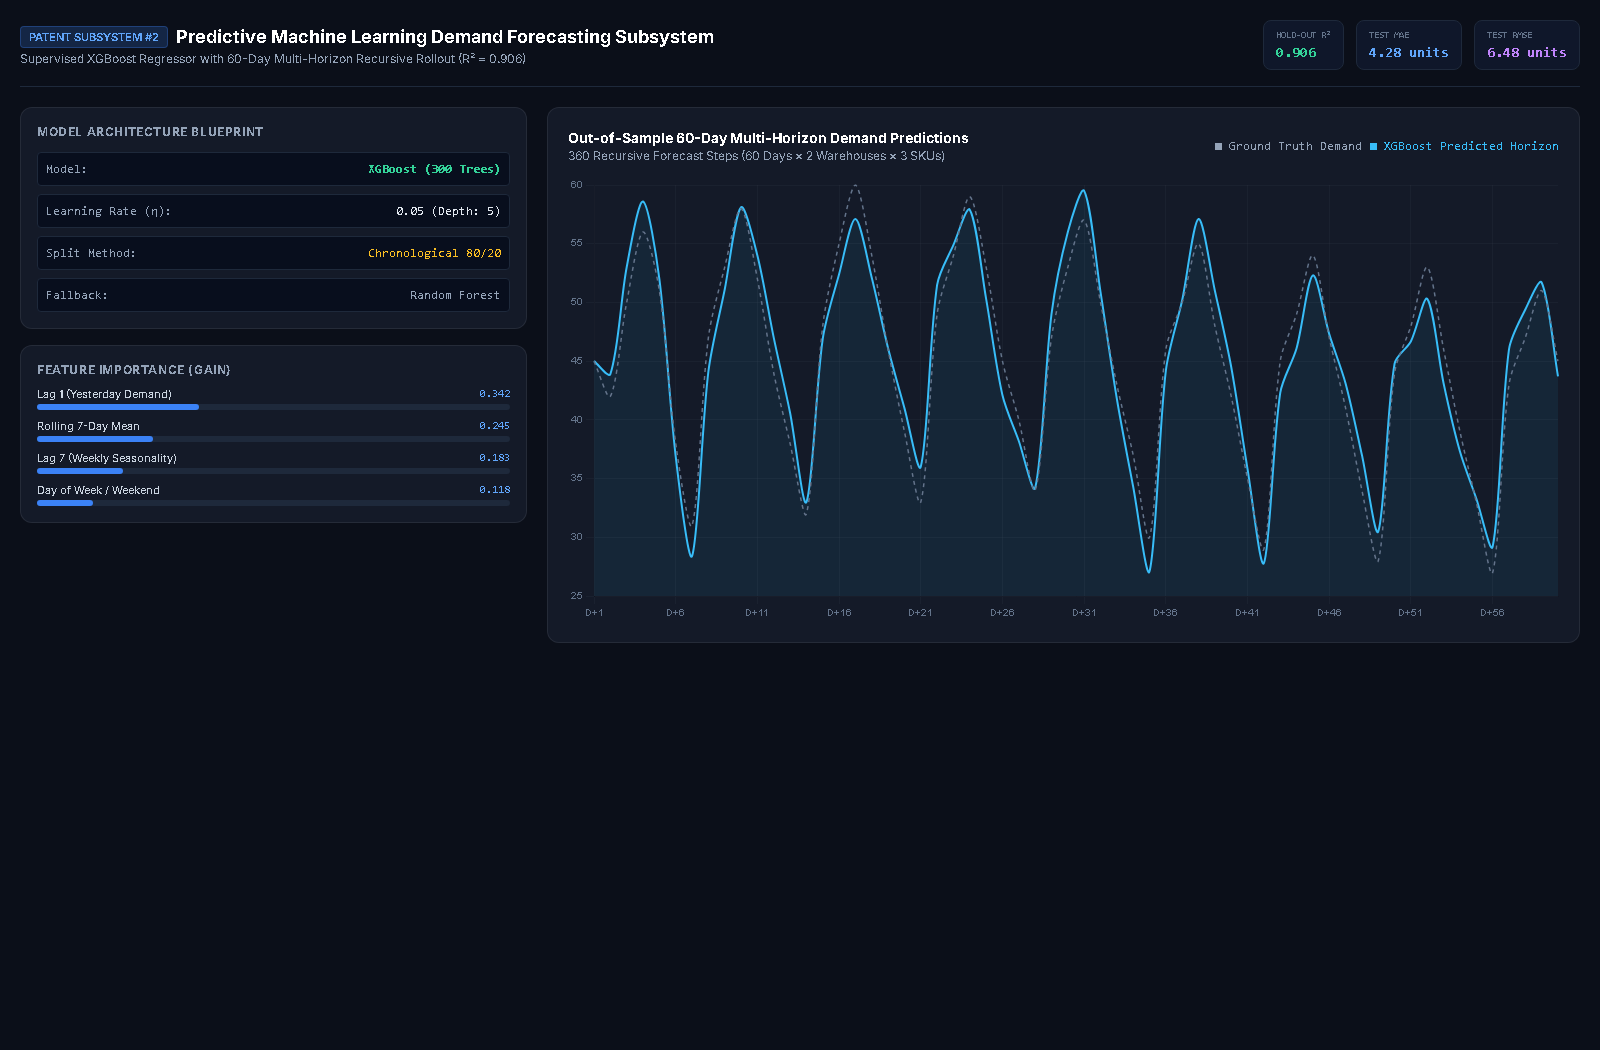 PATENT SUBSYSTEM #2 Predictive Machine Learning Demand Forecasting Subsystem
Supervised XGBoost Regressor with 60-Day Multi-Horizon Recursive Rollout (R² = 0.906)
HOLD-OUT R²
0.906
TEST MAE
4.28 units
TEST RMSE
6.48 units
MODEL ARCHITECTURE BLUEPRINT
Model: XGBoost (300 Trees)
Learning Rate (η): 0.05 (Depth: 5)
Split Method: Chronological 80/20
Fallback: Random Forest
FEATURE IMPORTANCE (GAIN)
Lag 1 (Yesterday Demand) 0.342
Rolling 7-Day Mean 0.245
Lag 7 (Weekly Seasonality) 0.183
Day of Week / Weekend 0.118
Out-of-Sample 60-Day Multi-Horizon Demand Predictions
360 Recursive Forecast Steps (60 Days × 2 Warehouses × 3 SKUs)
Ground Truth Demand XGBoost Predicted Horizon
60
55
50
45
40
35
30
25
D+1 D+6 D+11 D+16 D+21 D+26 D+31 D+36 D+41 D+46 D+51 D+56